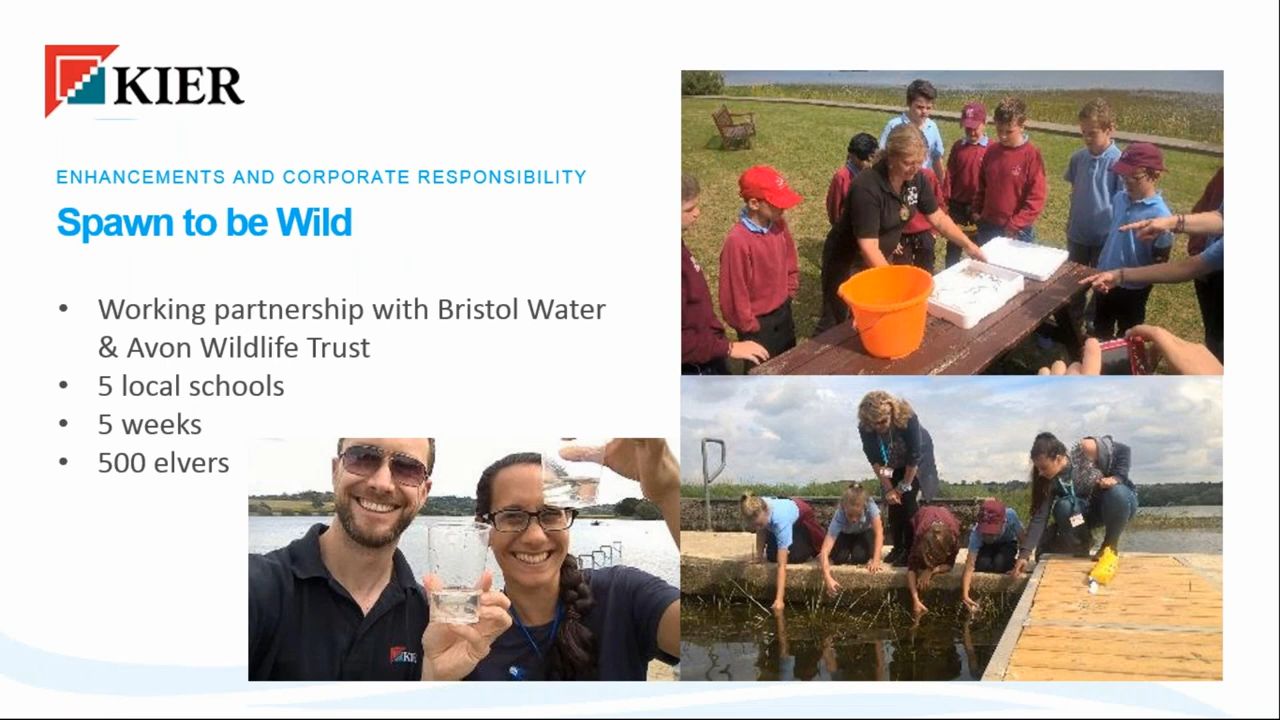 KIER
ENHANCEMENTS AND CORPORATE RESPONSIBILITY
Spawn to be Wild
• Working partnership with Bristol Water
& Avon Wildlife Trust
• 5 local schools
• 5 weeks
• 500 elvers